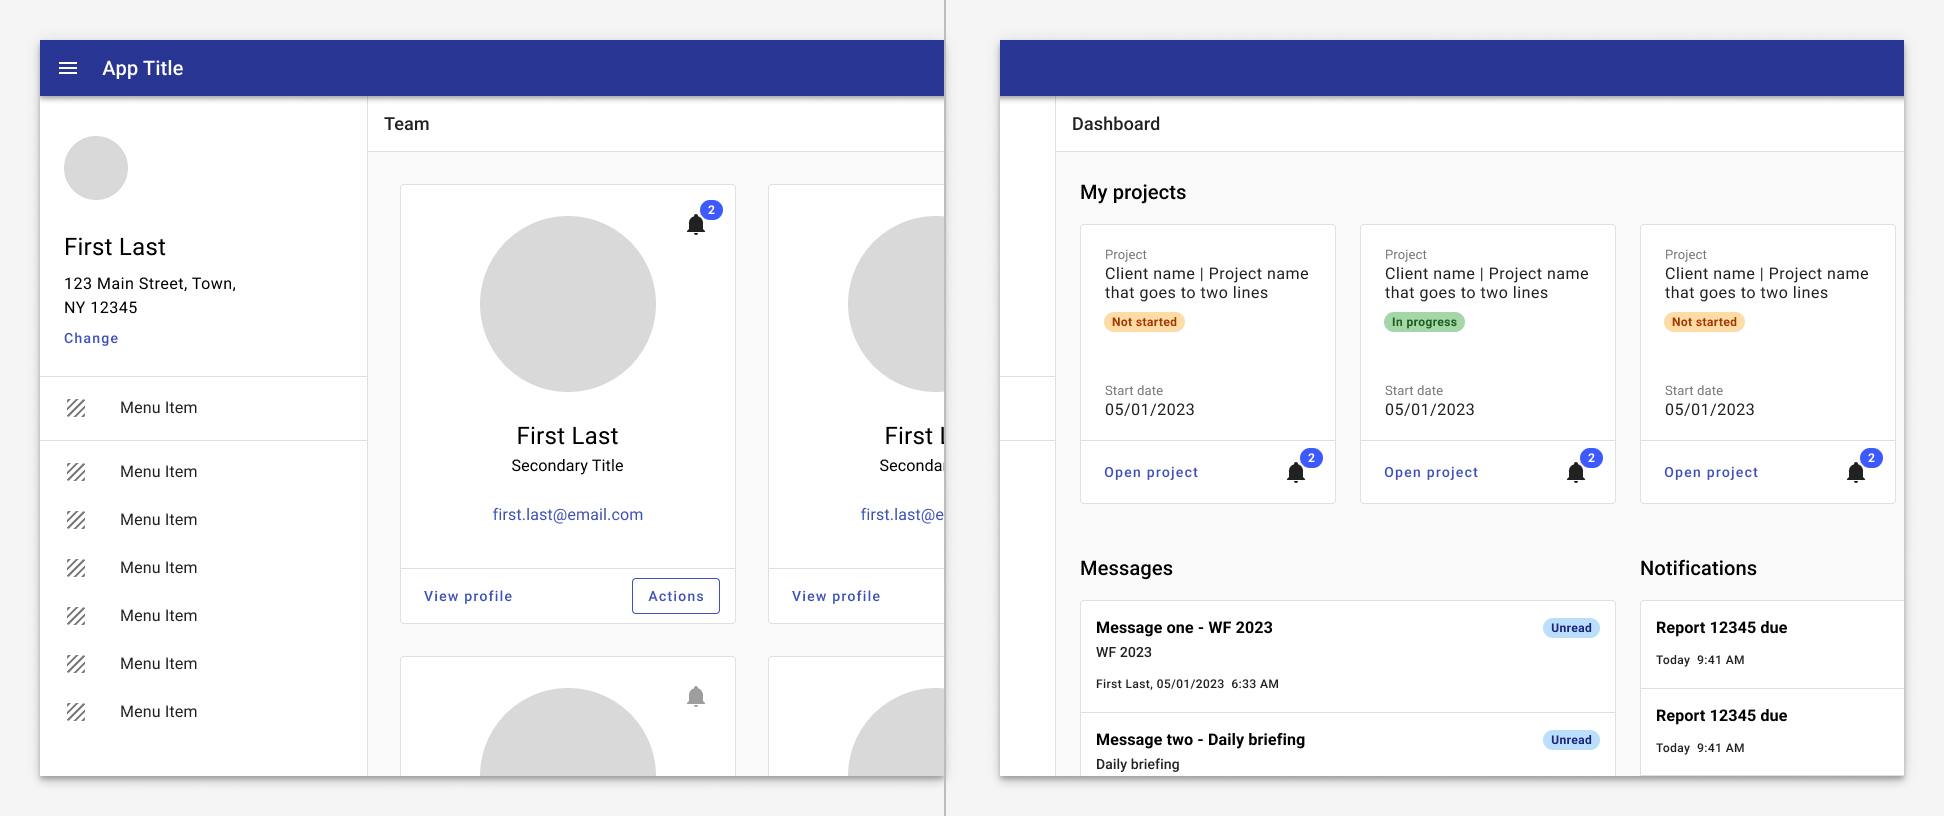 App Title
First Last
123 Main Street, Town,
NY 12345
Change
Menu Item
Menu Item
Menu Item
Menu Item
Menu Item
Menu Item
Menu Item
Team
2
First Last
Secondary Title
first.last@email.com
View profile
Actions
First
Seconda
first.last@e
View profile
Dashboard
My projects
Project
Client name | Project name
that goes to two lines
Not started
Start date
05/01/2023
Open project
2
Project
Client name | Project name
that goes to two lines
In progress
Start date
05/01/2023
Open project
2
Project
Client name | Project name
that goes to two lines
Not started
Start date
05/01/2023
Open project
2
Messages
Message one - WF 2023
Unread
WF 2023
First Last, 05/01/2023 6:33 AM
Message two - Daily briefing
Unread
Daily briefing
Notifications
Report 12345 due
Today 9:41 AM
Report 12345 due
Today 9:41 AM